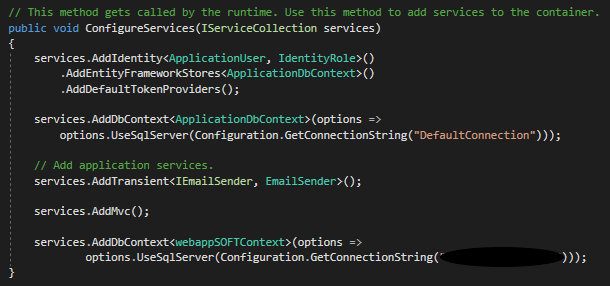 // This method gets called by the runtime. Use this method to add services to the container.
public void ConfigureServices(IServiceCollection services)
{
    services.AddIdentity<ApplicationUser, IdentityRole>()
        .AddEntityFrameworkStores<ApplicationDbContext>()
        .AddDefaultTokenProviders();

    services.AddDbContext<ApplicationDbContext>(options =>
        options.UseSqlServer(Configuration.GetConnectionString("DefaultConnection")));

    // Add application services.
    services.AddTransient<IEmailSender, EmailSender>();

    services.AddMvc();

    services.AddDbContext<webappSOFTContext>(options =>
            options.UseSqlServer(Configuration.GetConnectionString(")));
}